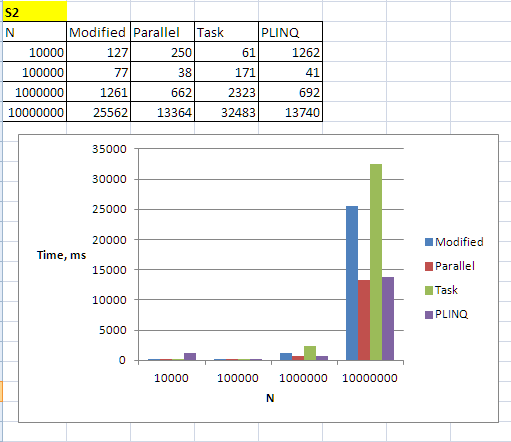 S2
N Modified Parallel Task PLINQ
10000 127 250 61 1262
100000 77 38 171 41
1000000 1261 662 2323 692
10000000 25562 13364 32483 13740
35000
30000
25000
20000
15000
10000
5000
0
Time, ms
10000 100000 1000000 10000000
N
Modified
Parallel
Task
PLINQ